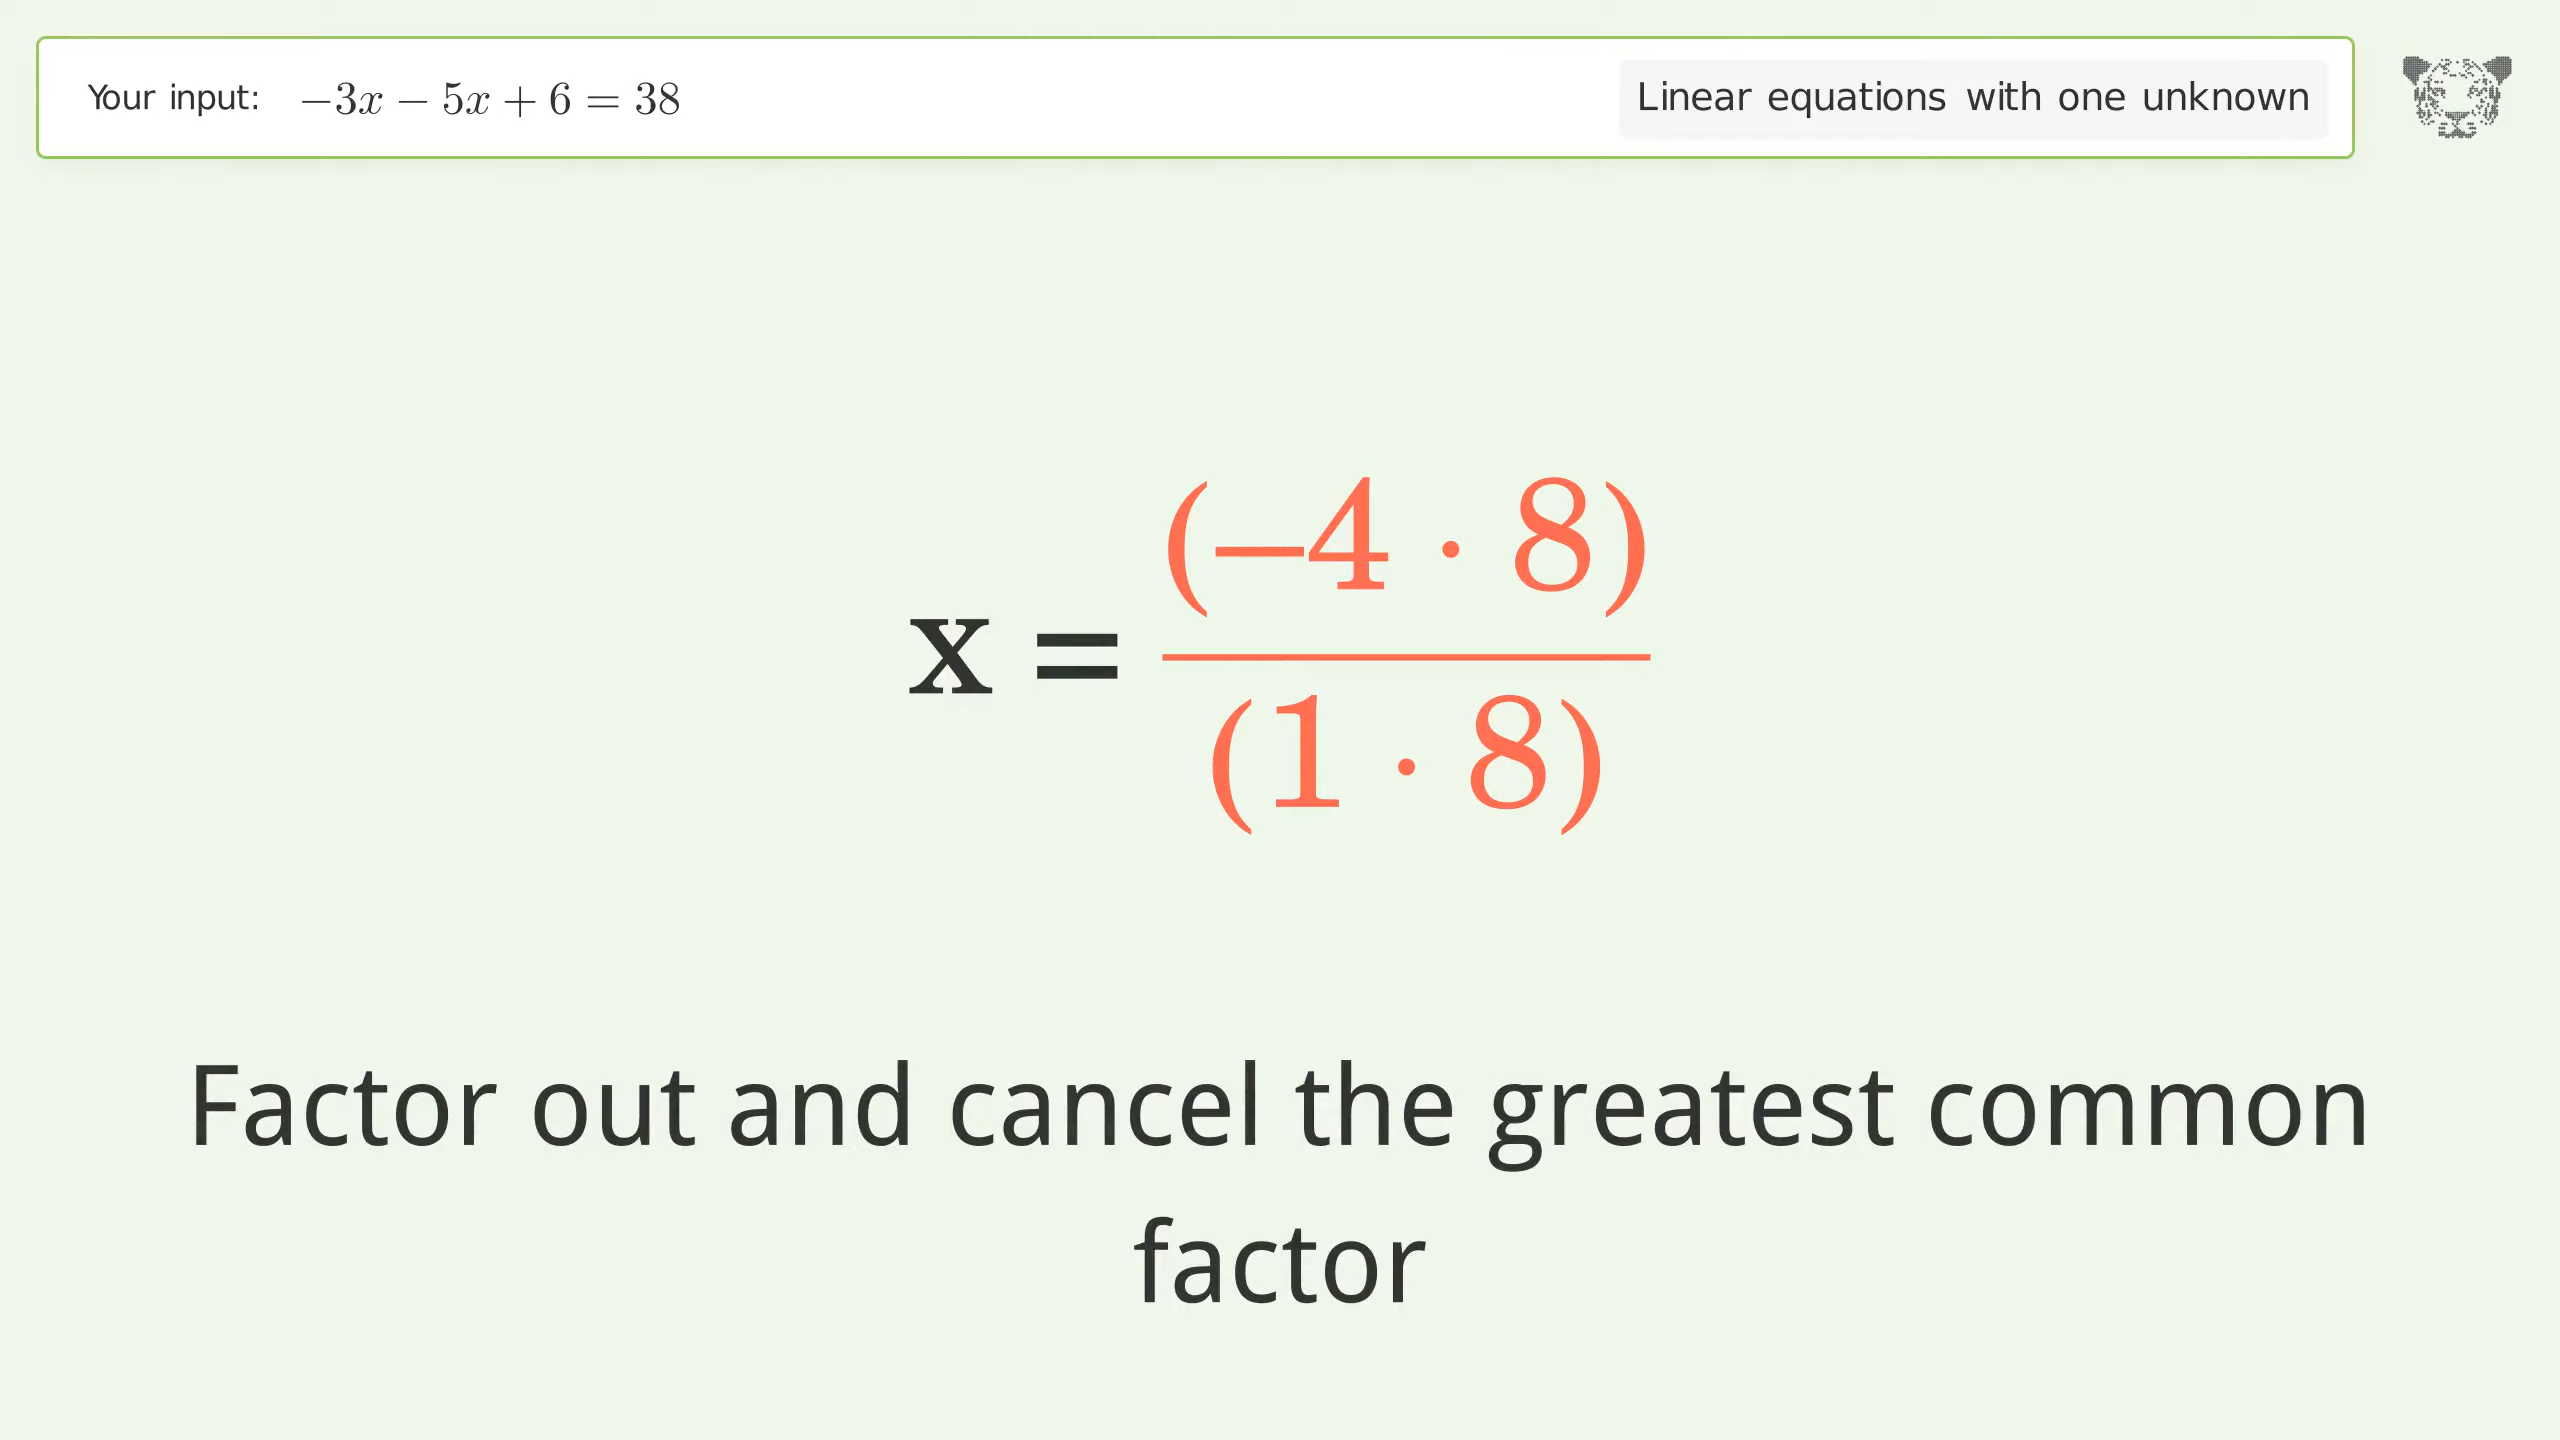 Your input: −3x − 5x + 6 = 38
Linear equations with one unknown
x = (−4 · 8) / (1 · 8)
Factor out and cancel the greatest common
factor